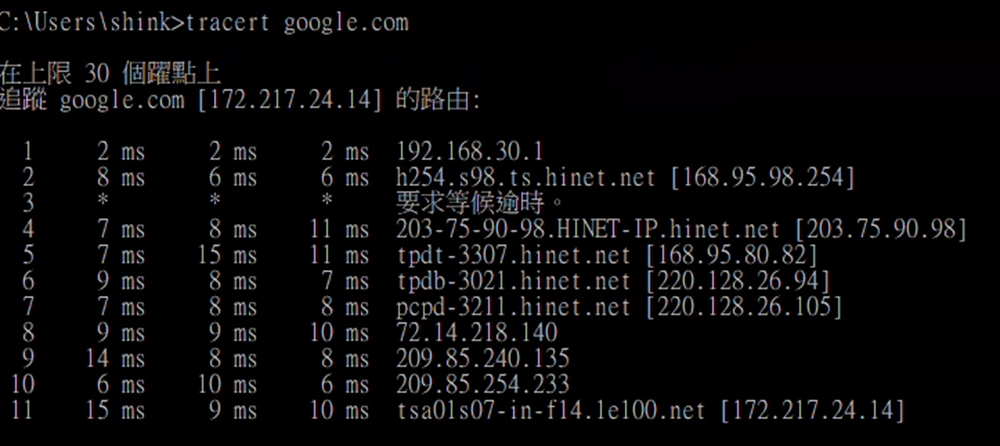 C:\Users\shink>tracert google.com
在上限 30 個躍點上
追蹤 google.com [172.217.24.14] 的路由:
1 2 ms 2 ms 2 ms 192.168.30.1
2 8 ms 6 ms 6 ms h254.s98.ts.hinet.net [168.95.98.254]
3 * * * 要求等候逾時。
4 7 ms 8 ms 11 ms 203-75-90-98.HINET-IP.hinet.net [203.75.90.98]
5 7 ms 15 ms 11 ms tpdt-3307.hinet.net [168.95.80.82]
6 9 ms 8 ms 7 ms tpdb-3021.hinet.net [220.128.26.94]
7 7 ms 8 ms 8 ms pcpd-3211.hinet.net [220.128.26.105]
8 9 ms 9 ms 10 ms 72.14.218.140
9 14 ms 8 ms 8 ms 209.85.240.135
10 6 ms 10 ms 6 ms 209.85.254.233
11 15 ms 9 ms 10 ms tsa01s07-in-f14.1e100.net [172.217.24.14]